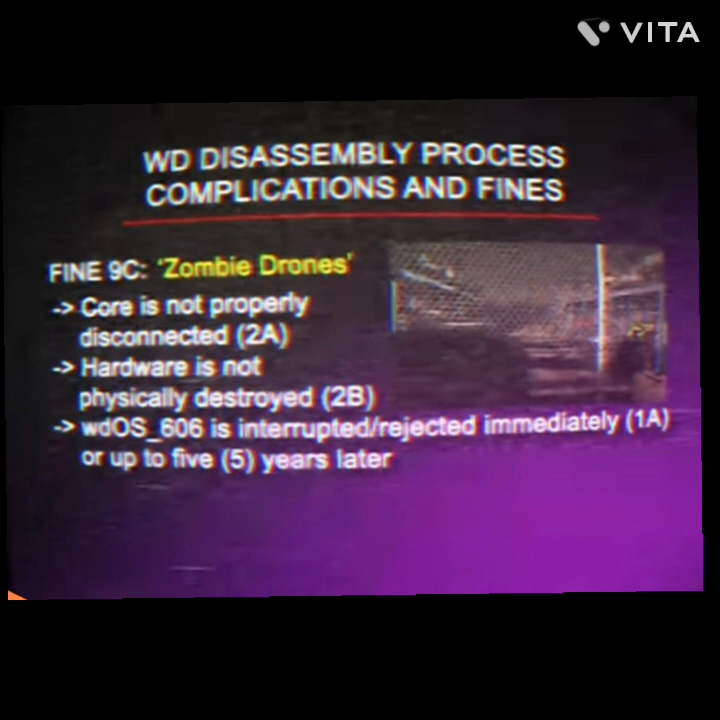 VITA
WD DISASSEMBLY PROCESS
COMPLICATIONS AND FINES
FINE 9C: 'Zombie Drones'
-> Core is not properly
disconnected (2A)
-> Hardware is not
physically destroyed (2B)
-> wdOS_606 is interrupted/rejected immediately (1A)
or up to five (5) years later